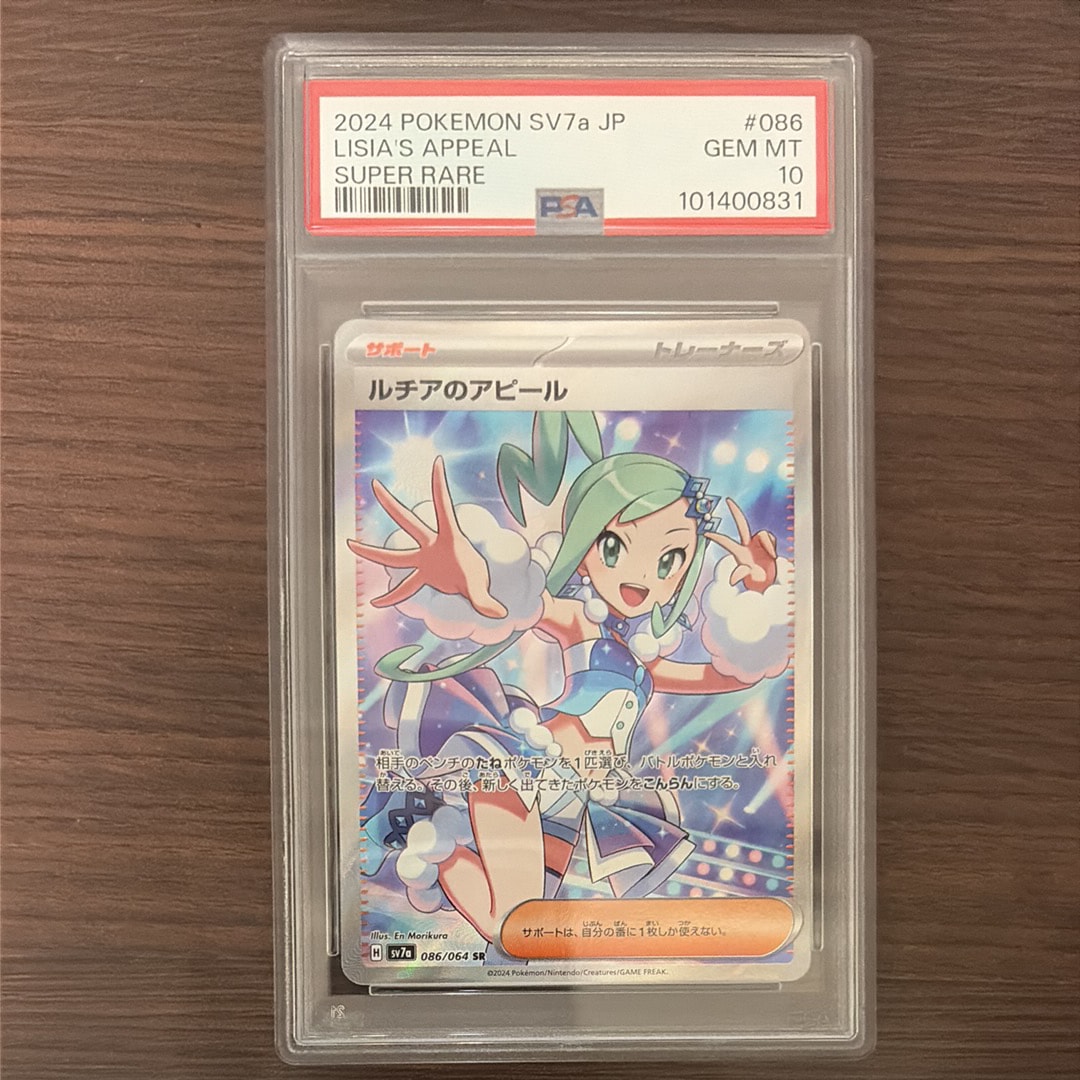 2024 POKEMON SV7a JP #086
LISIA'S APPEAL GEM MT
SUPER RARE 10
PSA 101400831
サポート トレーナーズ
ルチアのアピール
相手のベンチのたねポケモンを1匹選び、バトルポケモンと入れ
替える。その後、新しく出てきたポケモンをこんらんにする。
サポートは、自分の番に1枚しか使えない。
Illus. En Morikura
H sv7a 086/064 SR
©2024 Pokémon/Nintendo/Creatures/GAME FREAK.